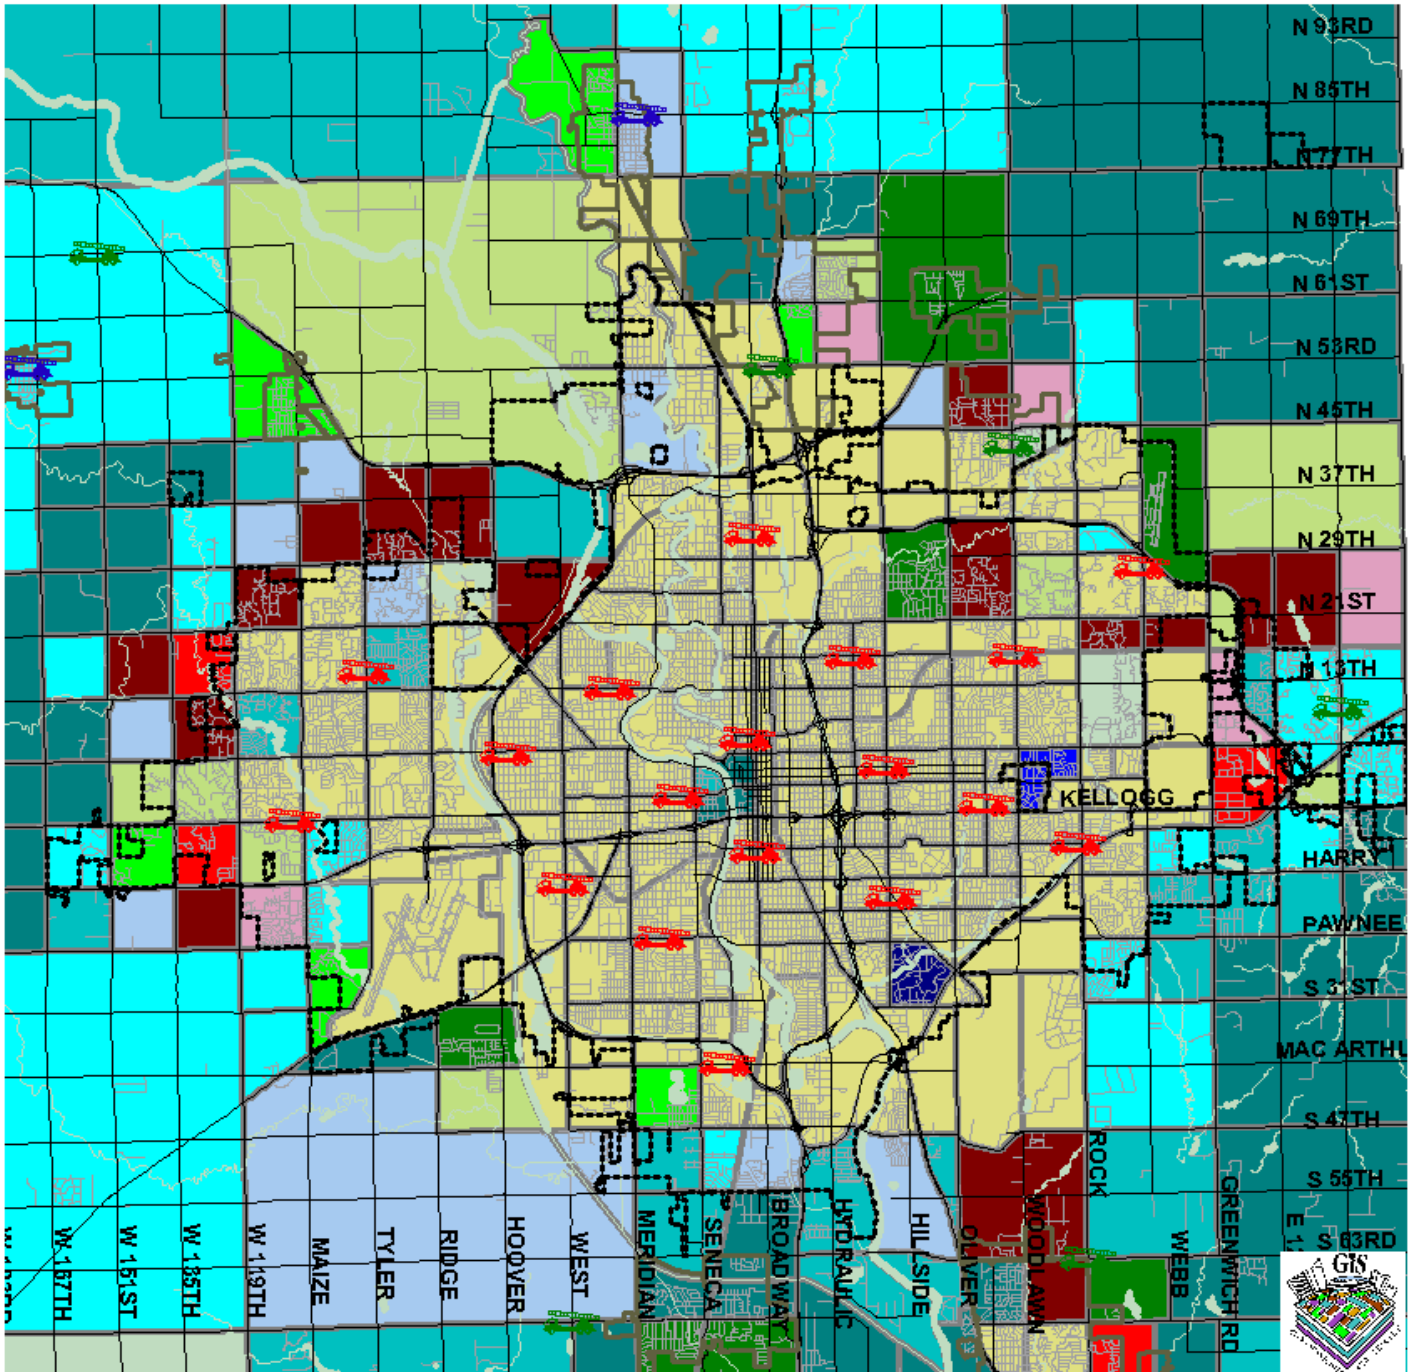 N 93RD
N 85TH
N 77TH
N 69TH
N 61ST
N 53RD
N 45TH
N 37TH
N 29TH
N 21ST
N 13TH
KELLOGG
HARRY
PAWNEE
S 31ST
MAC ARTHU
S 47TH
S 55TH
S 63RD
W 167TH
W 151ST
W 135TH
W 119TH
MAIZE
TYLER
RIDGE
HOOVER
WEST
MERIDIAN
SENECA
BROADWAY
HYDRAULIC
HILLSIDE
OLIVER
WOODLAWN
ROCK
WEBB
GREENWICH RD
GIS